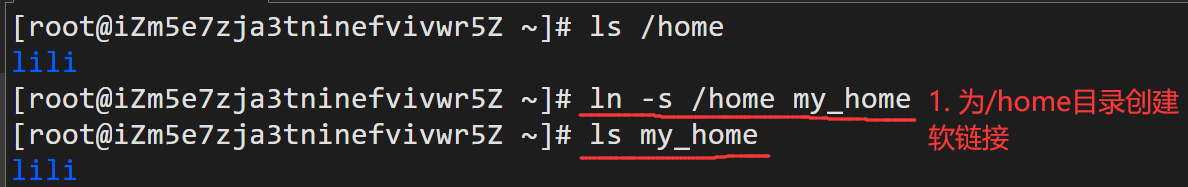 [root@iZm5e7zja3tninefvivwr5Z ~]# ls /home
lili
[root@iZm5e7zja3tninefvivwr5Z ~]# ln -s /home my_home
[root@iZm5e7zja3tninefvivwr5Z ~]# ls my_home
lili
1. 为/home目录创建
软链接